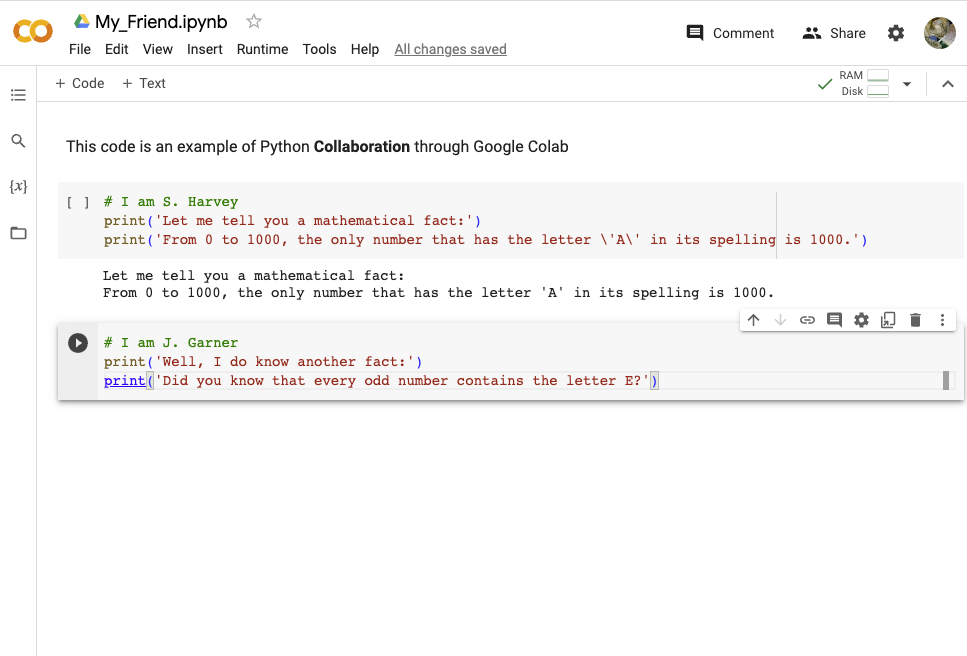 My_Friend.ipynb
File Edit View Insert Runtime Tools Help All changes saved
Comment Share
+ Code + Text
RAM
Disk
{x}
This code is an example of Python Collaboration through Google Colab
[ ] # I am S. Harvey
print('Let me tell you a mathematical fact:')
print('From 0 to 1000, the only number that has the letter \'A\' in its spelling is 1000.')
Let me tell you a mathematical fact:
From 0 to 1000, the only number that has the letter 'A' in its spelling is 1000.
# I am J. Garner
print('Well, I do know another fact:')
print('Did you know that every odd number contains the letter E?')